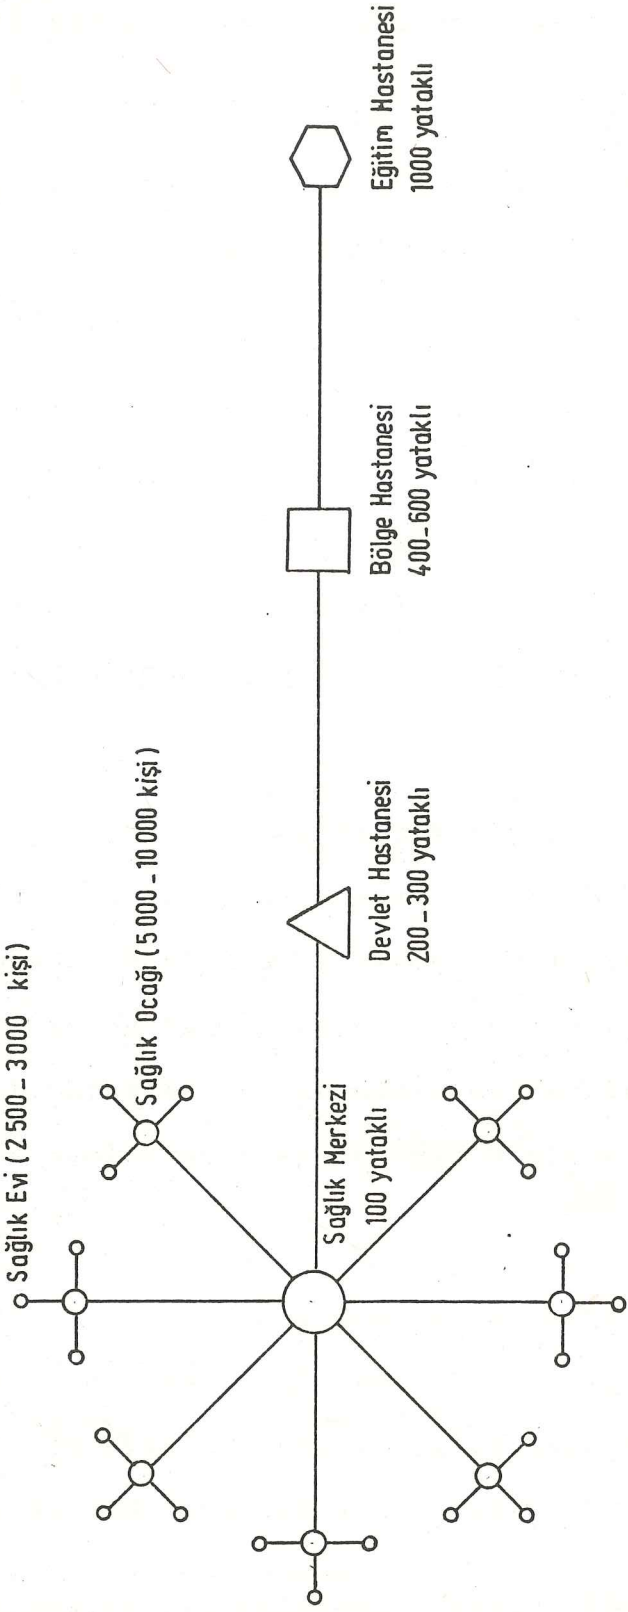 Sağlık Evi (2 500 - 3000 kişi)
Sağlık Ocağı (5 000 - 10 000 kişi)
Sağlık Merkezi
100 yataklı
Devlet Hastanesi
200 - 300 yataklı
Bölge Hastanesi
400 - 600 yataklı
Eğitim Hastanesi
1000 yataklı